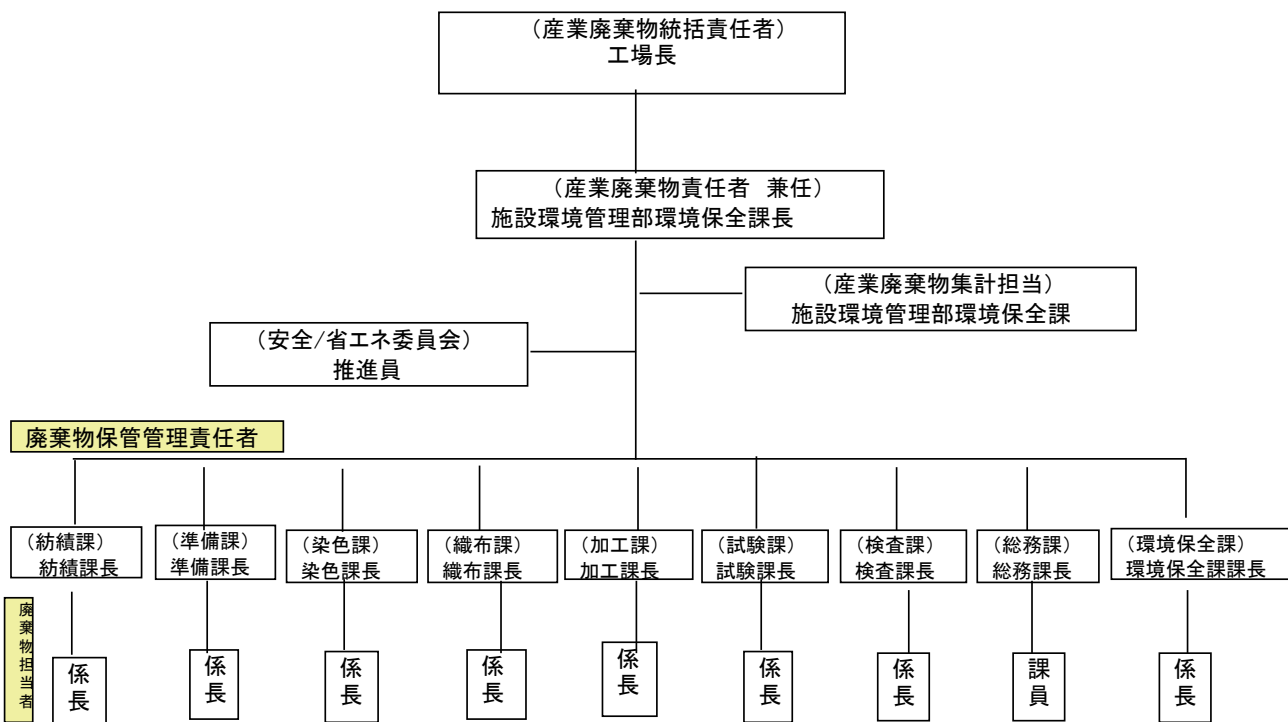 （産業廃棄物統括責任者）
工場長
（産業廃棄物責任者　兼任）
施設環境管理部環境保全課長
（産業廃棄物集計担当）
施設環境管理部環境保全課
（安全/省エネ委員会）
推進員
廃棄物保管管理責任者
（紡績課）
紡績課長
（準備課）
準備課長
（染色課）
染色課長
（織布課）
織布課長
（加工課）
加工課長
（試験課）
試験課長
（検査課）
検査課長
（総務課）
総務課長
（環境保全課）
環境保全課課長
廃棄物担当者
係長
係長
係長
係長
係長
係長
係長
課員
係長